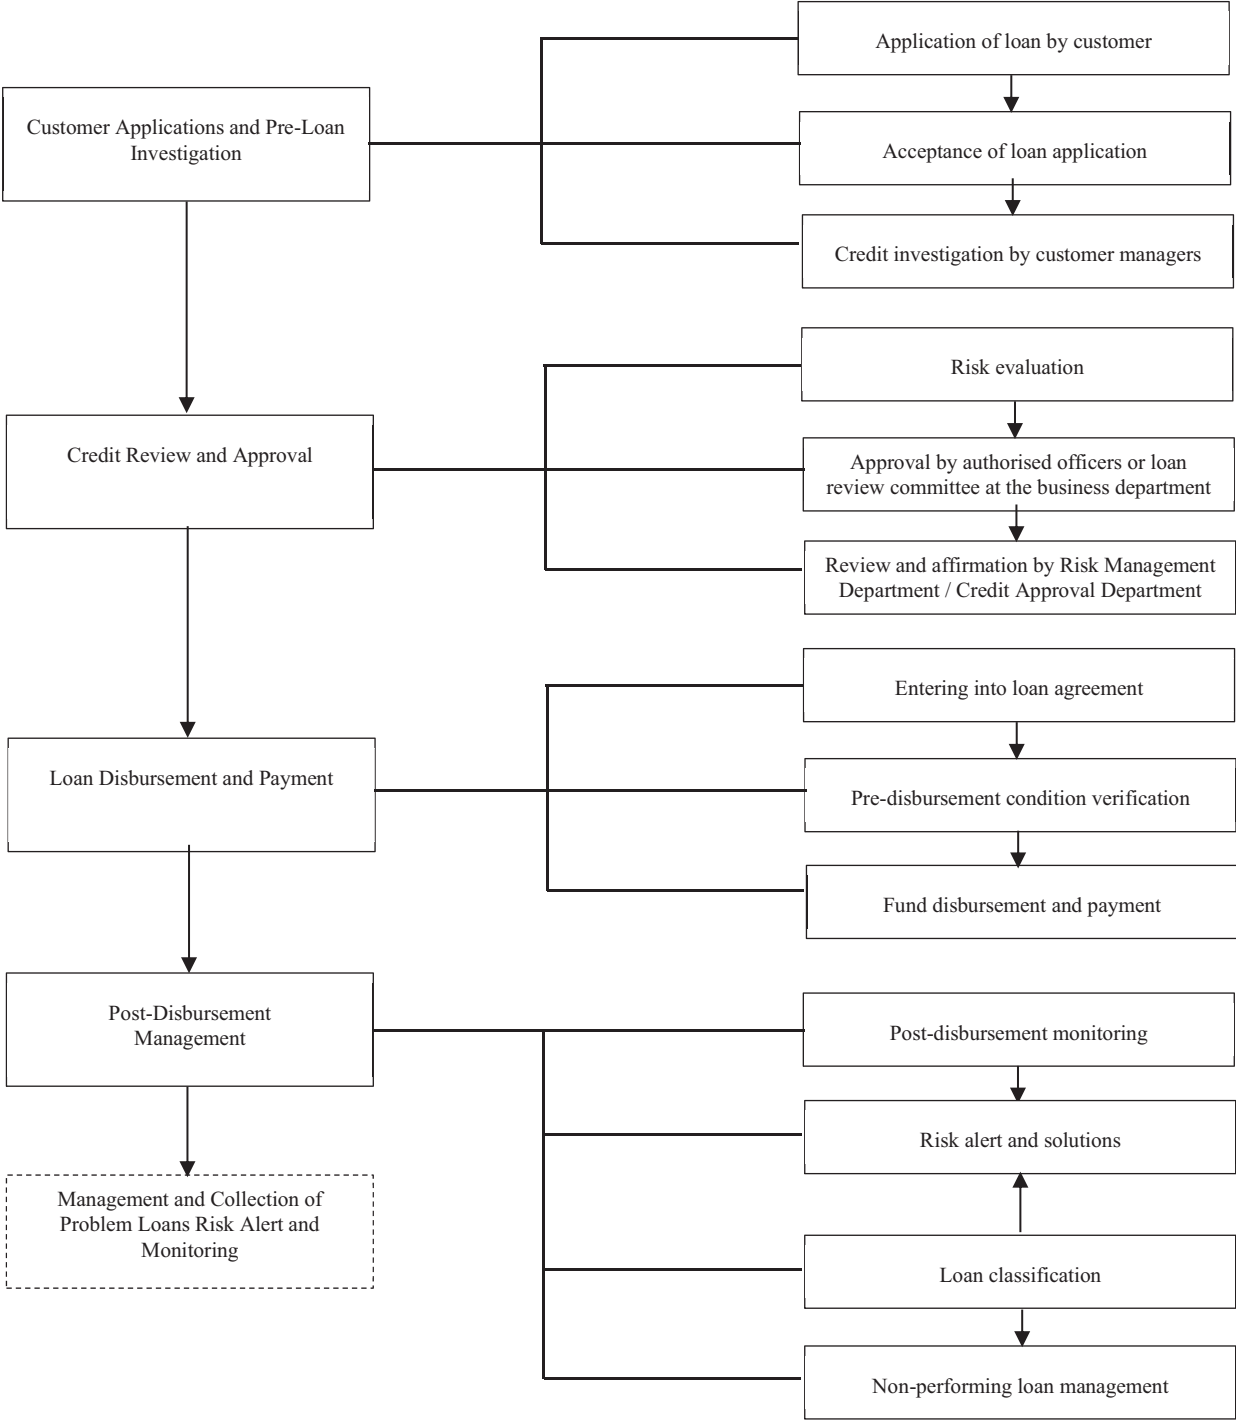 Application of loan by customer
Customer Applications and Pre-Loan
Investigation
Acceptance of loan application
Credit investigation by customer managers
Risk evaluation
Credit Review and Approval
Approval by authorised officers or loan
review committee at the business department
Review and affirmation by Risk Management
Department / Credit Approval Department
Entering into loan agreement
Loan Disbursement and Payment
Pre-disbursement condition verification
Fund disbursement and payment
Post-Disbursement
Management
Post-disbursement monitoring
Risk alert and solutions
Management and Collection of
Problem Loans Risk Alert and
Monitoring
Loan classification
Non-performing loan management